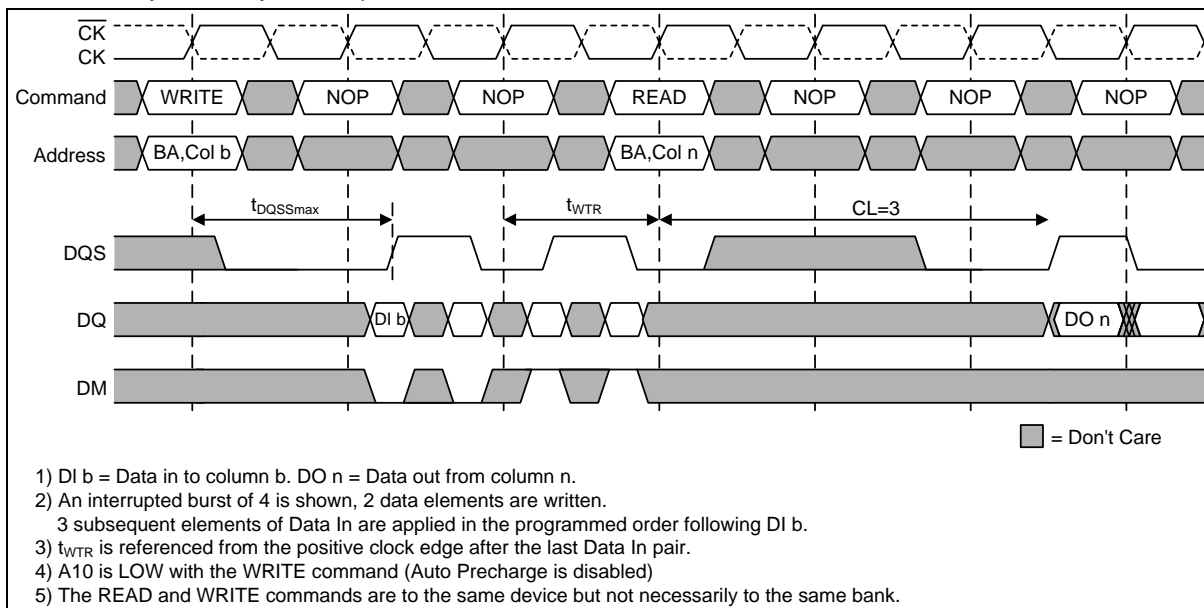 CK
CK
Command WRITE NOP NOP READ NOP NOP NOP
Address BA,Col b BA,Col n
tDQSSmax tWTR CL=3
DQS
DQ DI b DO n
DM
= Don't Care
1) DI b = Data in to column b. DO n = Data out from column n.
2) An interrupted burst of 4 is shown, 2 data elements are written.
3 subsequent elements of Data In are applied in the programmed order following DI b.
3) tWTR is referenced from the positive clock edge after the last Data In pair.
4) A10 is LOW with the WRITE command (Auto Precharge is disabled)
5) The READ and WRITE commands are to the same device but not necessarily to the same bank.